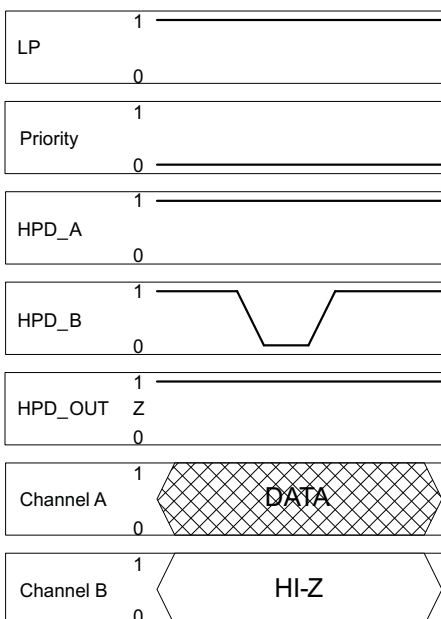 1
LP
0
1
Priority
0
1
HPD_A
0
1
HPD_B
0
1
HPD_OUT Z
0
1
Channel A DATA
0
1
Channel B HI-Z
0